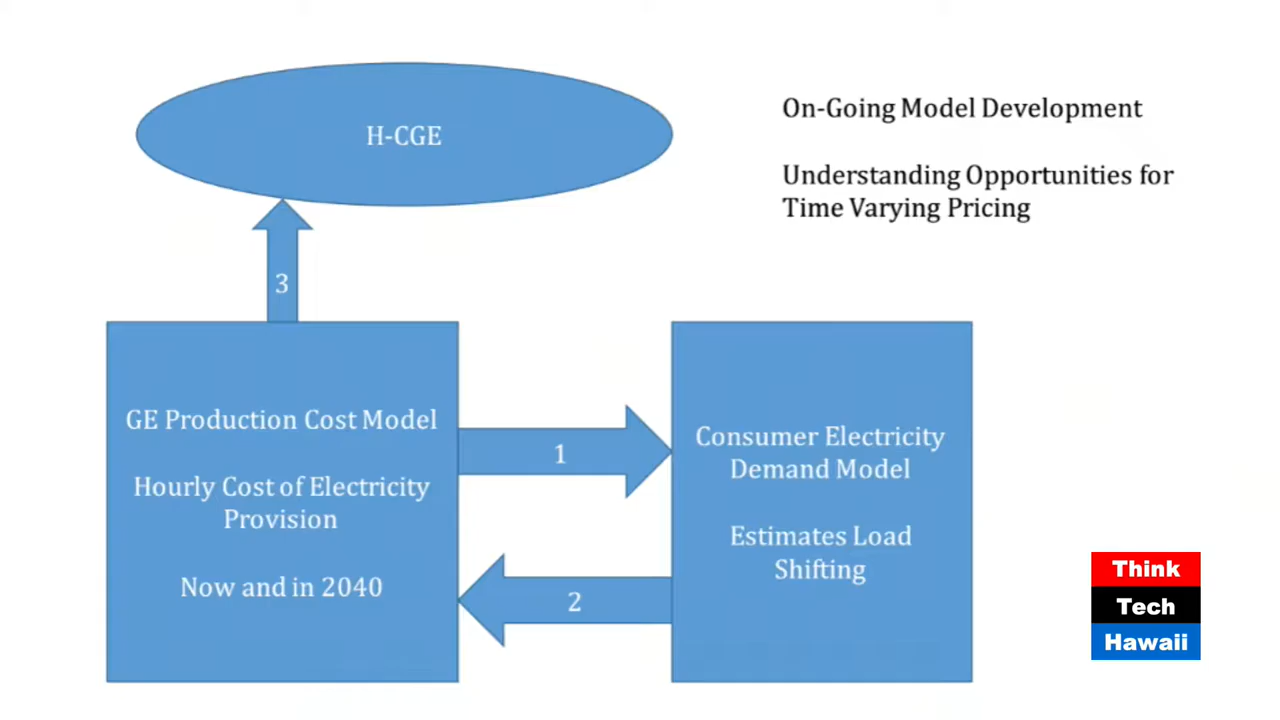 H-CGE
On-Going Model Development
Understanding Opportunities for
Time Varying Pricing
3
GE Production Cost Model
Hourly Cost of Electricity
Provision
Now and in 2040
1
2
Consumer Electricity
Demand Model
Estimates Load
Shifting
Think
Tech
Hawaii